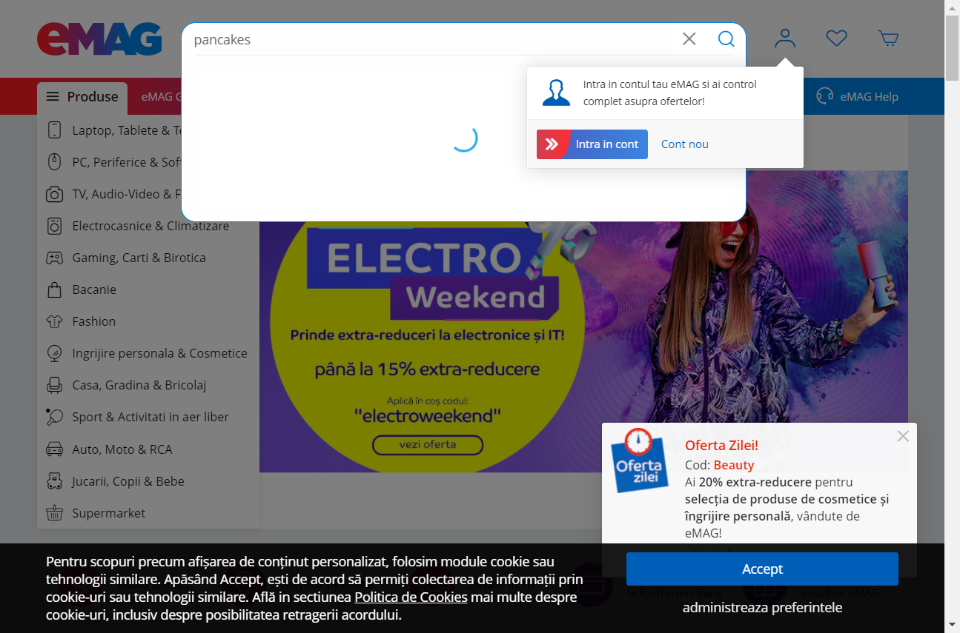 eMAG
pancakes
Produse
eMAG
eMAG Help
Intra in contul tau eMAG si ai control
complet asupra ofertelor!
Intra in cont
Cont nou
Laptop, Tablete &
PC, Periferice &
TV, Audio-Video &
Electrocasnice & Climatizare
Gaming, Carti & Birotica
Bacanie
Fashion
Ingrijire personala & Cosmetice
Casa, Gradina & Bricolaj
Sport & Activitati in aer liber
Auto, Moto & RCA
Jucarii, Copii & Bebe
Supermarket
ELECTRO
Weekend
Prinde extra-reduceri la electronice și IT!
până la 15% extra-reducere
Aplică în coș codul:
"electroweekend"
vezi oferta
Oferta
zilei
Oferta Zilei!
Cod: Beauty
Ai 20% extra-reducere pentru
selecția de produse de cosmetice și
îngrijire personală, vândute de
eMAG!
Pentru scopuri precum afișarea de conținut personalizat, folosim module cookie sau
tehnologii similare. Apăsând Accept, ești de acord să permiți colectarea de informații prin
cookie-uri sau tehnologii similare. Află in sectiunea Politica de Cookies mai multe despre
cookie-uri, inclusiv despre posibilitatea retragerii acordului.
Accept
administreaza preferintele